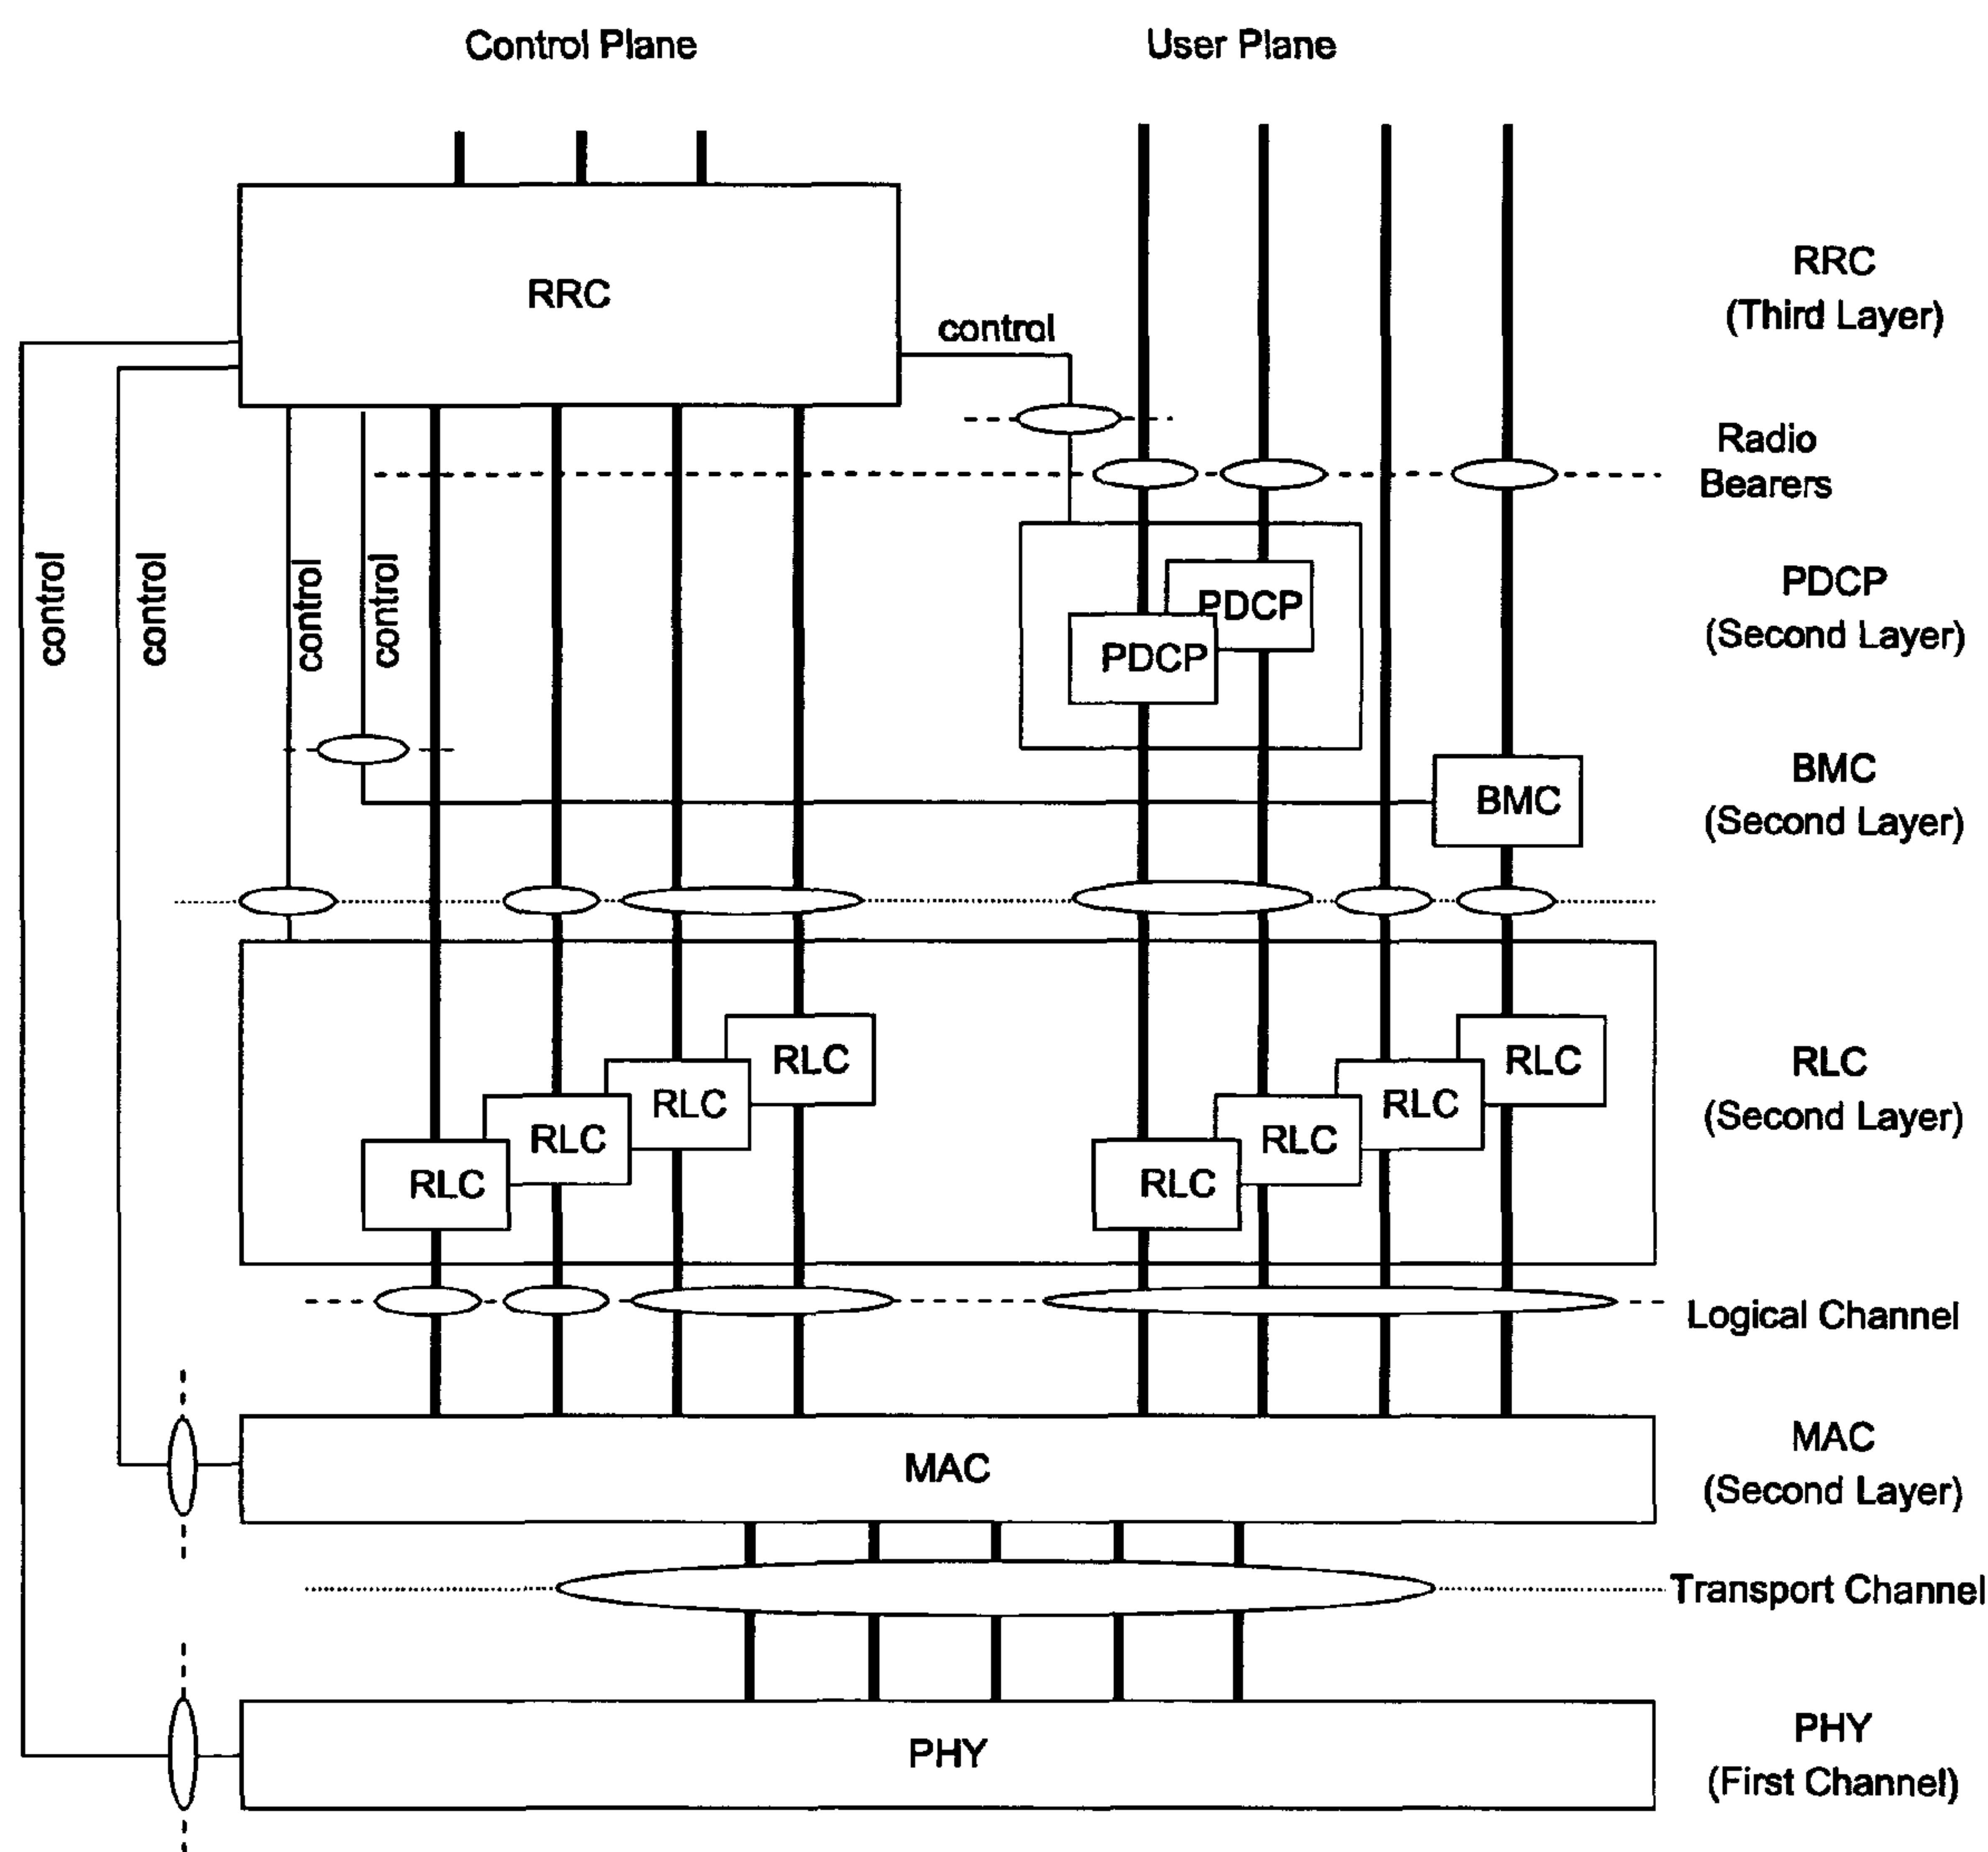 Control Plane
User Plane
RRC
control
RRC
(Third Layer)
Radio
Bearers
control
control
control
control
PDCP
PDCP
PDCP
(Second Layer)
BMC
BMC
(Second Layer)
RLC
RLC
RLC
RLC
RLC
RLC
RLC
RLC
RLC
(Second Layer)
Logical Channel
MAC
MAC
(Second Layer)
Transport Channel
PHY
PHY
(First Channel)